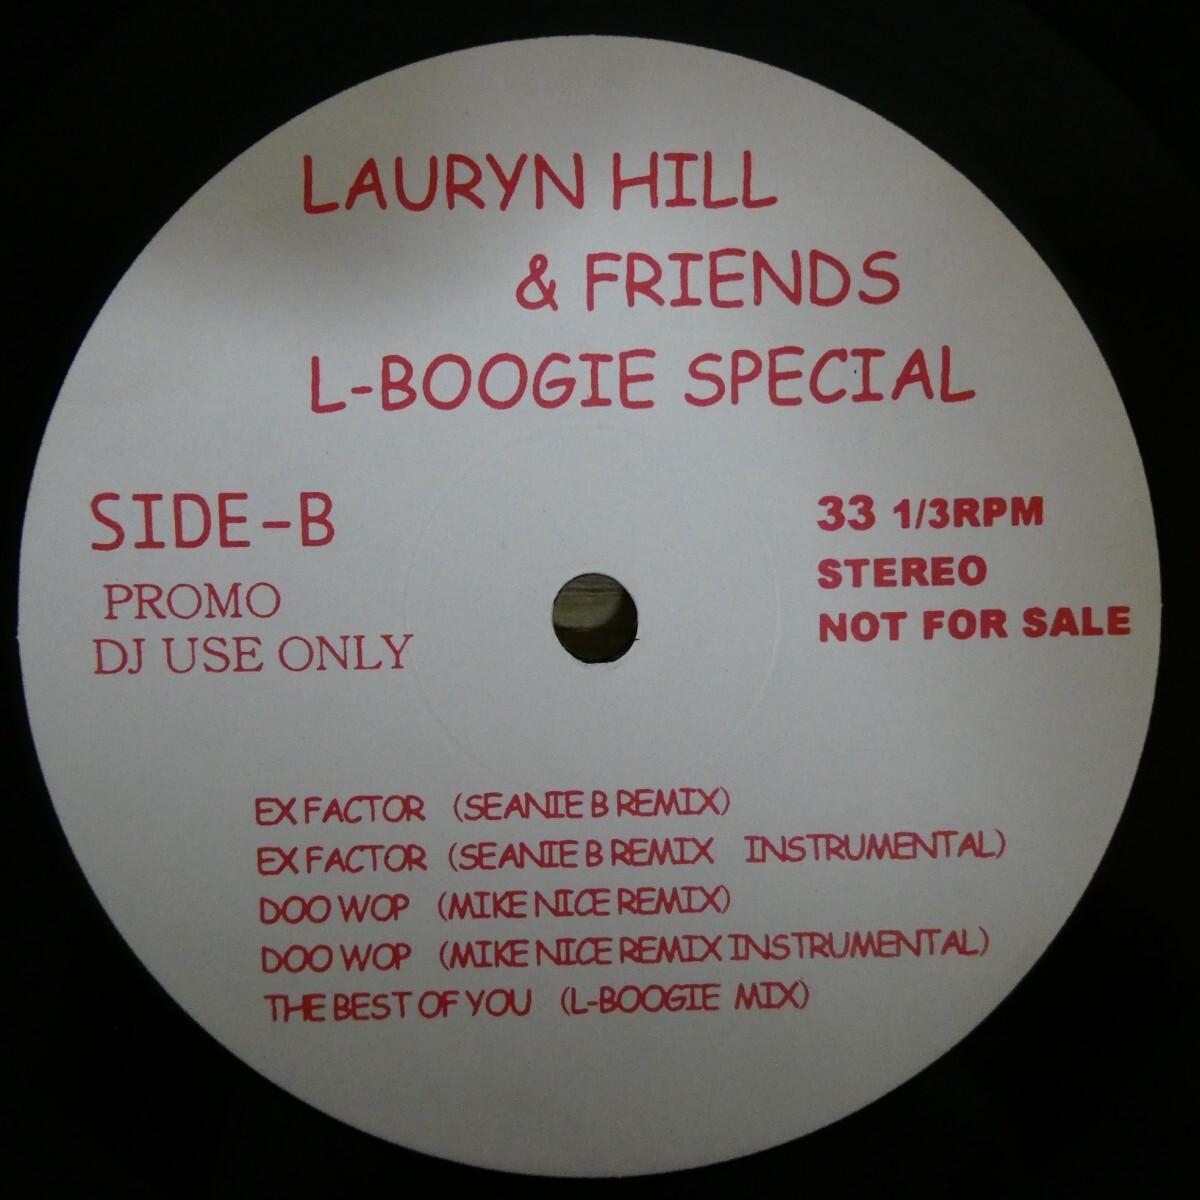 LAURYN HILL
& FRIENDS
L-BOOGIE SPECIAL
SIDE-B
PROMO
DJ USE ONLY
33 1/3RPM
STEREO
NOT FOR SALE
EX FACTOR (SEANIE B REMIX)
EX FACTOR (SEANIE B REMIX INSTRUMENTAL)
DOO WOP (MIKE NICE REMIX)
DOO WOP (MIKE NICE REMIX INSTRUMENTAL)
THE BEST OF YOU (L-BOOGIE MIX)